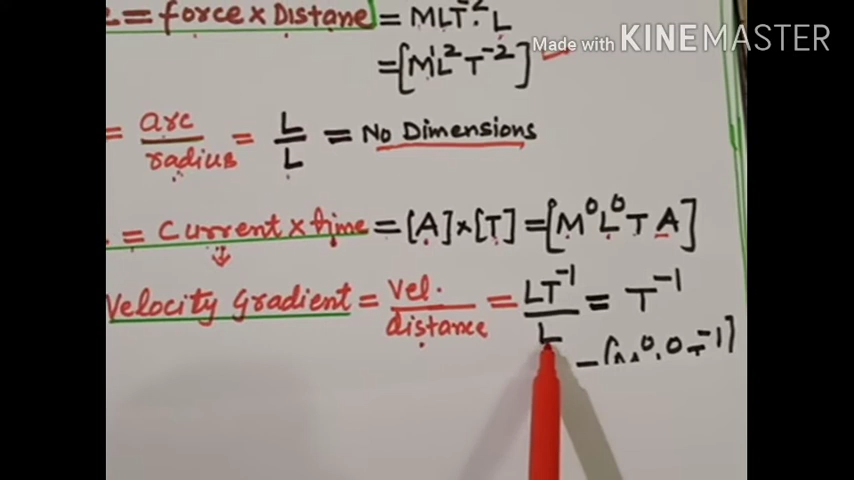 = force x Distane = MLT⁻². L
Made with KINEMASTER
= [M¹L²T⁻²]
= arc/radius = L/L = No Dimensions
= Current x time = [A] x [T] = [M⁰L⁰TA]
Velocity Gradient = Vel./distance = LT⁻¹/L = T⁻¹